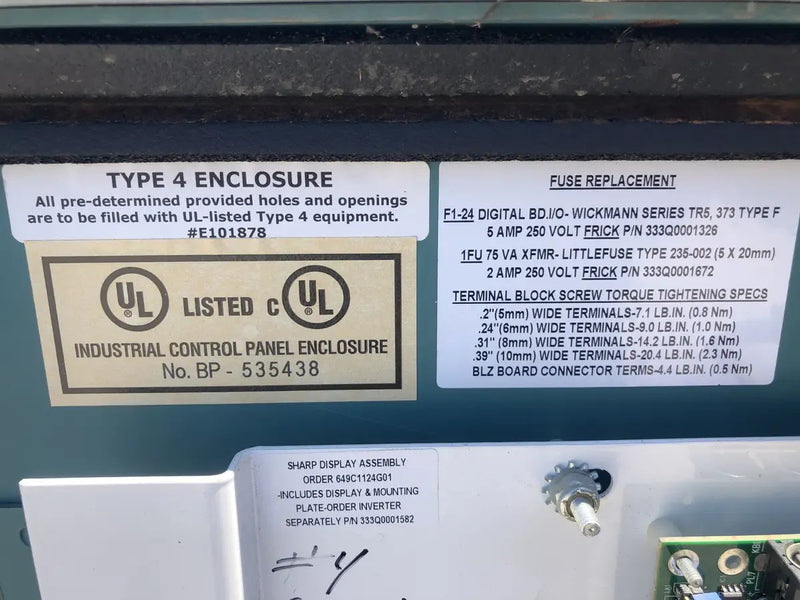 TYPE 4 ENCLOSURE
All pre-determined provided holes and openings
are to be filled with UL-listed Type 4 equipment.
#E101878
UL ® LISTED C UL ®
INDUSTRIAL CONTROL PANEL ENCLOSURE
No. BP - 535438
FUSE REPLACEMENT
F1-24 DIGITAL BD.I/O- WICKMANN SERIES TR5, 373 TYPE F
5 AMP 250 VOLT FRICK P/N 333Q0001326
1FU 75 VA XFMR- LITTLEFUSE TYPE 235-002 (5 X 20mm)
2 AMP 250 VOLT FRICK P/N 333Q0001672
TERMINAL BLOCK SCREW TORQUE TIGHTENING SPECS
.2"(5mm) WIDE TERMINALS-7.1 LB.IN. (0.8 Nm)
.24"(6mm) WIDE TERMINALS-9.0 LB.IN. (1.0 Nm)
.31" (8mm) WIDE TERMINALS-14.2 LB.IN. (1.6 Nm)
.39" (10mm) WIDE TERMINALS-20.4 LB.IN. (2.3 Nm)
BLZ BOARD CONNECTOR TERMS-4.4 LB.IN. (0.5 Nm)
SHARP DISPLAY ASSEMBLY
ORDER 649C1124G01
-INCLUDES DISPLAY & MOUNTING
PLATE-ORDER INVERTER
SEPARATELY P/N 333Q0001582
#4
PL7
KB